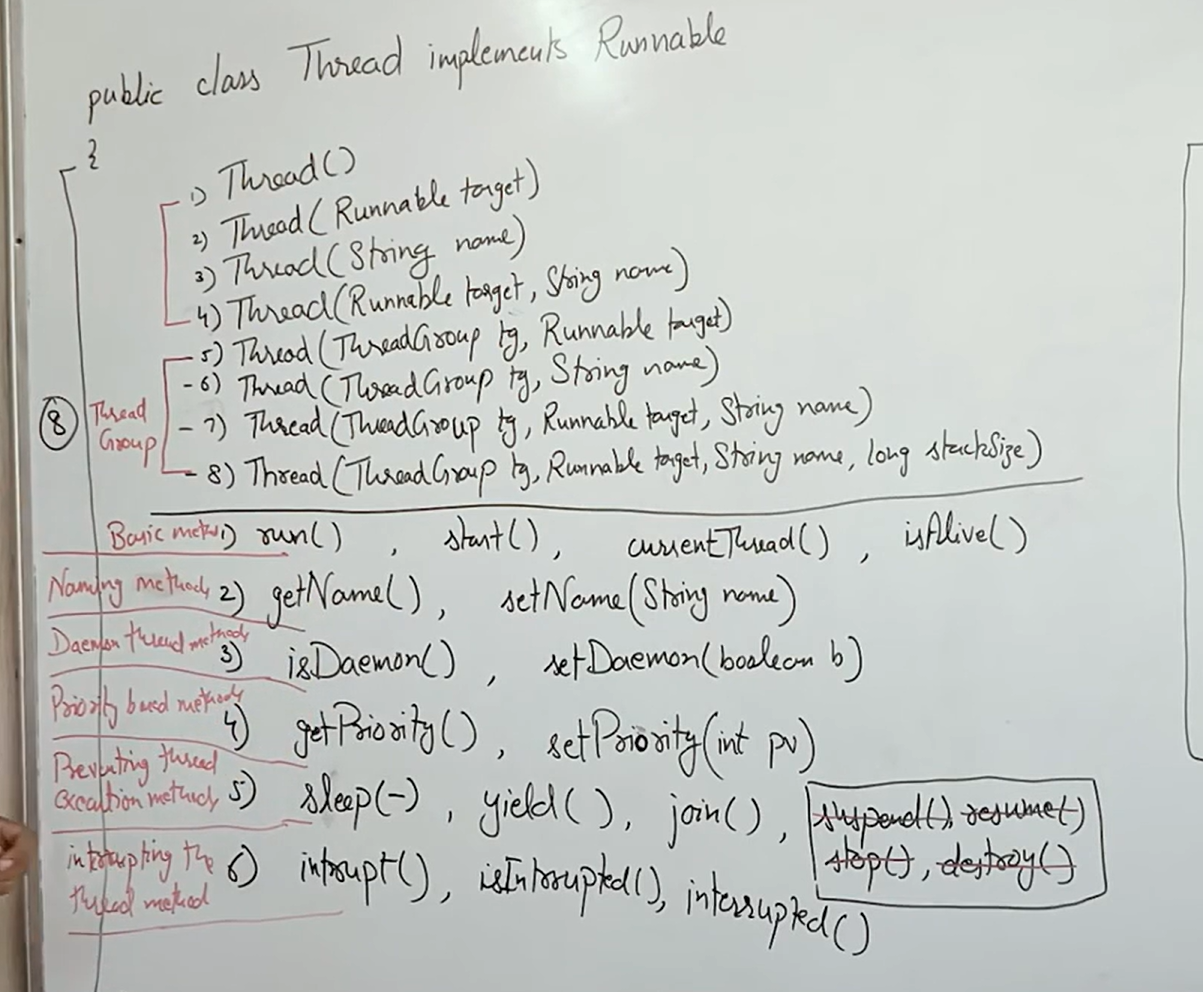 public class Thread implements Runnable
{
1) Thread()
2) Thread(Runnable target)
3) Thread(String name)
4) Thread(Runnable target, String name)
5) Thread(ThreadGroup tg, Runnable target)
-6) Thread(ThreadGroup tg, String name)
-7) Thread(ThreadGroup tg, Runnable target, String name)
-8) Thread(ThreadGroup tg, Runnable target, String name, long stackSize)
8 Thread
Group
Basic 1) run() , start(), currentThread() , isAlive()
Naming methods 2) getName(), setName(String name)
Daemon thread methods 3) isDaemon() , setDaemon(boolean b)
Priority based methods 4) getPriority() , setPriority(int pv)
Preventing thread
execution methods 5) sleep(-) , yield() , join() , suspend(), resume()
stop() , destroy()
interrupting the
thread method 6) intrupt() , isIntrrupted(), interrupted()